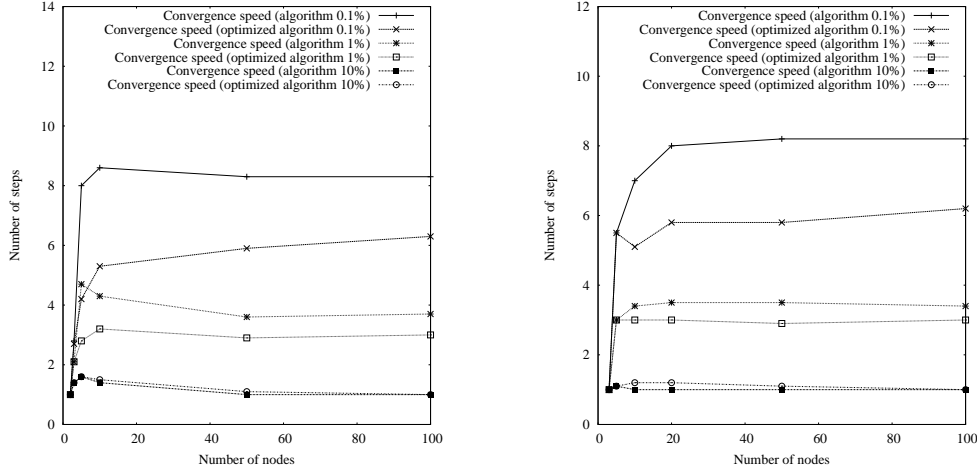 14
12
10
8
6
4
2
0
0
20
40
60
80
100
Number of steps
Number of nodes
Convergence speed (algorithm 0.1%)
Convergence speed (optimized algorithm 0.1%)
Convergence speed (algorithm 1%)
Convergence speed (optimized algorithm 1%)
Convergence speed (algorithm 10%)
Convergence speed (optimized algorithm 10%)
12
10
8
6
4
2
0
0
20
40
60
80
100
Number of steps
Number of nodes
Convergence speed (algorithm 0.1%)
Convergence speed (optimized algorithm 0.1%)
Convergence speed (algorithm 1%)
Convergence speed (optimized algorithm 1%)
Convergence speed (algorithm 10%)
Convergence speed (optimized algorithm 10%)